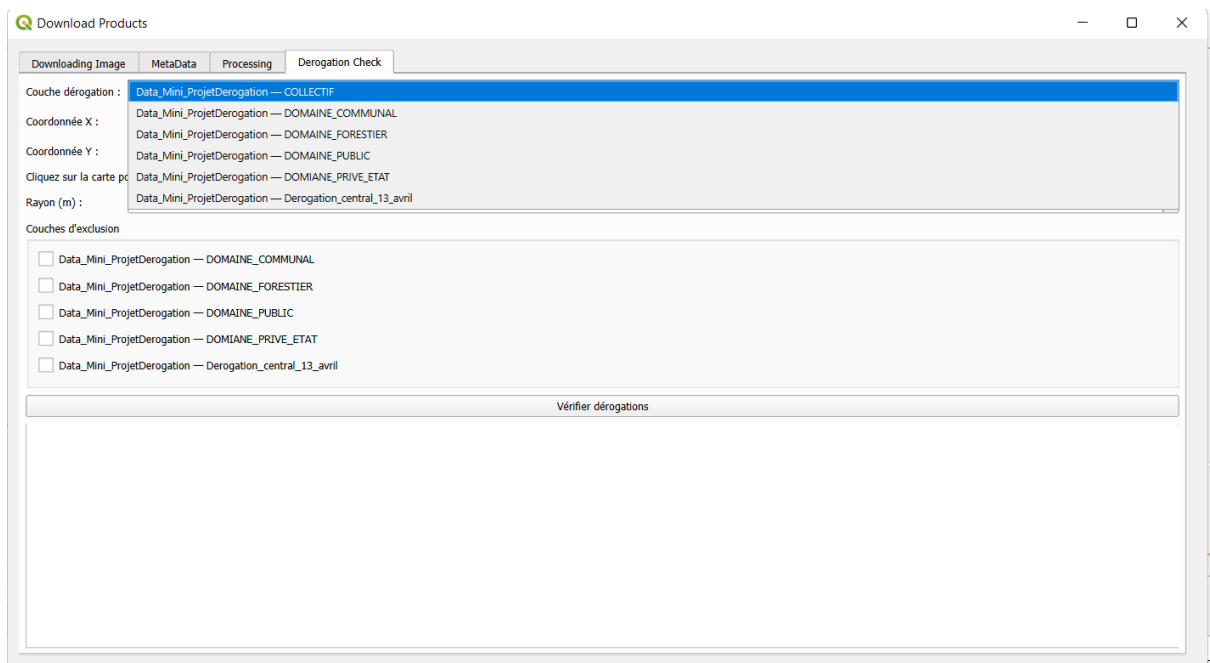 Download Products
Downloading Image MetaData Processing Derogation Check
Couche dérogation : Data_Mini_ProjetDerogation — COLLECTIF
Data_Mini_ProjetDerogation — DOMAINE_COMMUNAL
Coordonnée X :
Data_Mini_ProjetDerogation — DOMAINE_FORESTIER
Coordonnée Y : Data_Mini_ProjetDerogation — DOMAINE_PUBLIC
Cliquez sur la carte Data_Mini_ProjetDerogation — DOMIANE_PRIVE_ETAT
Rayon (m) : Data_Mini_ProjetDerogation — Derogation_central_13_avril
Couches d'exclusion
Data_Mini_ProjetDerogation — DOMAINE_COMMUNAL
Data_Mini_ProjetDerogation — DOMAINE_FORESTIER
Data_Mini_ProjetDerogation — DOMAINE_PUBLIC
Data_Mini_ProjetDerogation — DOMIANE_PRIVE_ETAT
Data_Mini_ProjetDerogation — Derogation_central_13_avril
Vérifier dérogations